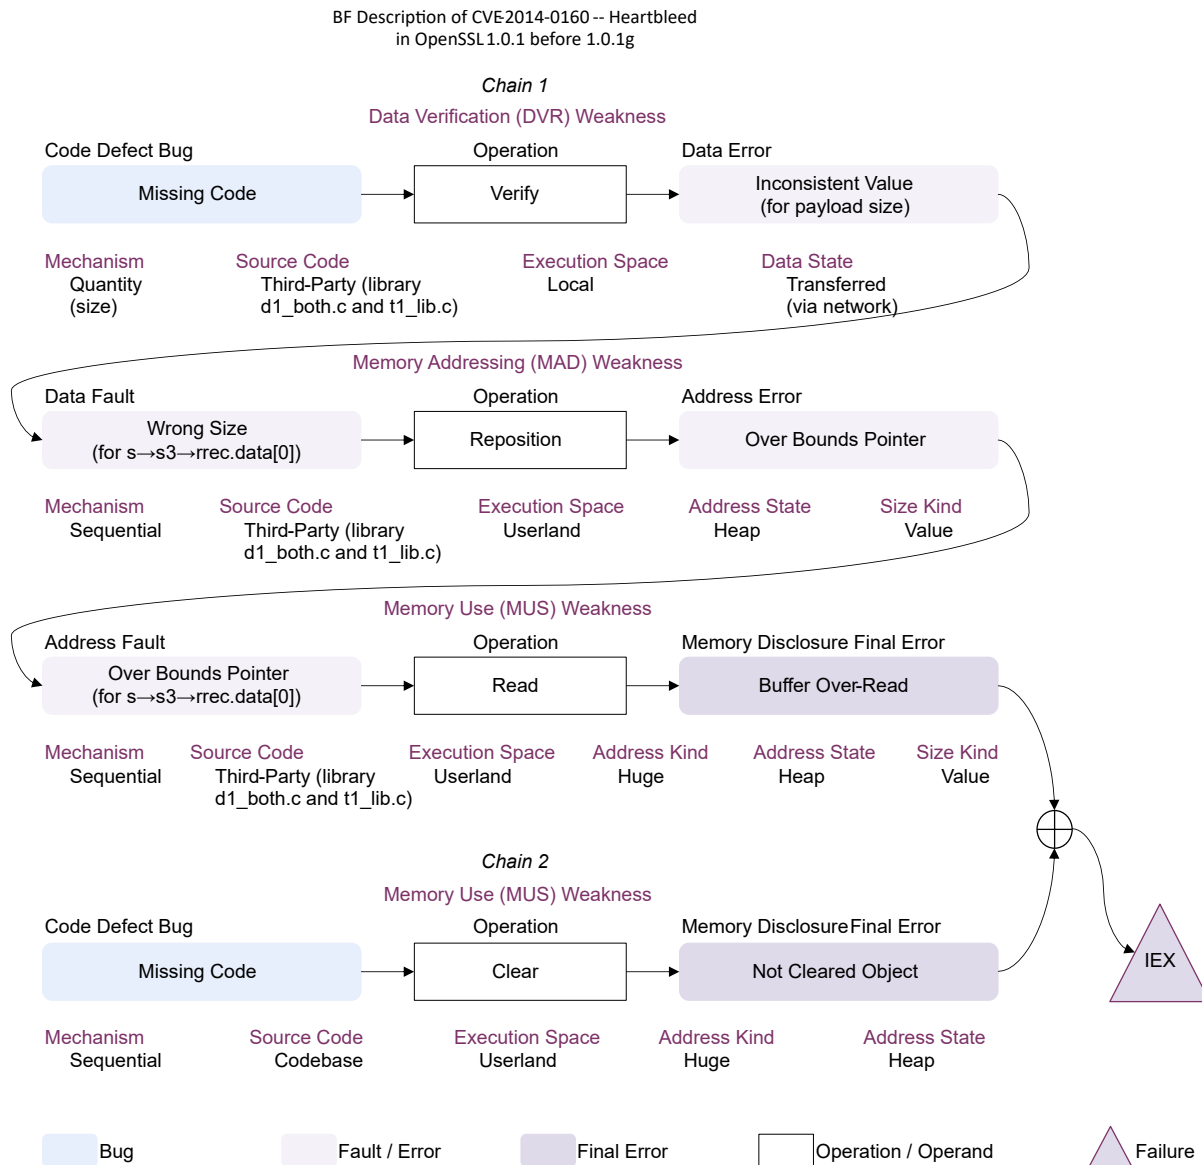 BF Description of CVE-2014-0160 -- Heartbleed
in OpenSSL 1.0.1 before 1.0.1g
Chain 1
Data Verification (DVR) Weakness
Code Defect Bug
Operation
Data Error
Missing Code
Verify
Inconsistent Value
(for payload size)
Mechanism
Source Code
Execution Space
Data State
Quantity
(size)
Third-Party (library
d1_both.c and t1_lib.c)
Local
Transferred
(via network)
Memory Addressing (MAD) Weakness
Data Fault
Operation
Address Error
Wrong Size
(for s→s3→rrec.data[0])
Reposition
Over Bounds Pointer
Mechanism
Source Code
Execution Space
Address State
Size Kind
Sequential
Third-Party (library
d1_both.c and t1_lib.c)
Userland
Heap
Value
Memory Use (MUS) Weakness
Address Fault
Operation
Memory Disclosure Final Error
Over Bounds Pointer
(for s→s3→rrec.data[0])
Read
Buffer Over-Read
Mechanism
Source Code
Execution Space
Address Kind
Address State
Size Kind
Sequential
Third-Party (library
d1_both.c and t1_lib.c)
Userland
Huge
Heap
Value
Chain 2
Memory Use (MUS) Weakness
Code Defect Bug
Operation
Memory Disclosure Final Error
Missing Code
Clear
Not Cleared Object
IEX
Mechanism
Source Code
Execution Space
Address Kind
Address State
Sequential
Codebase
Userland
Huge
Heap
Bug
Fault / Error
Final Error
Operation / Operand
Failure